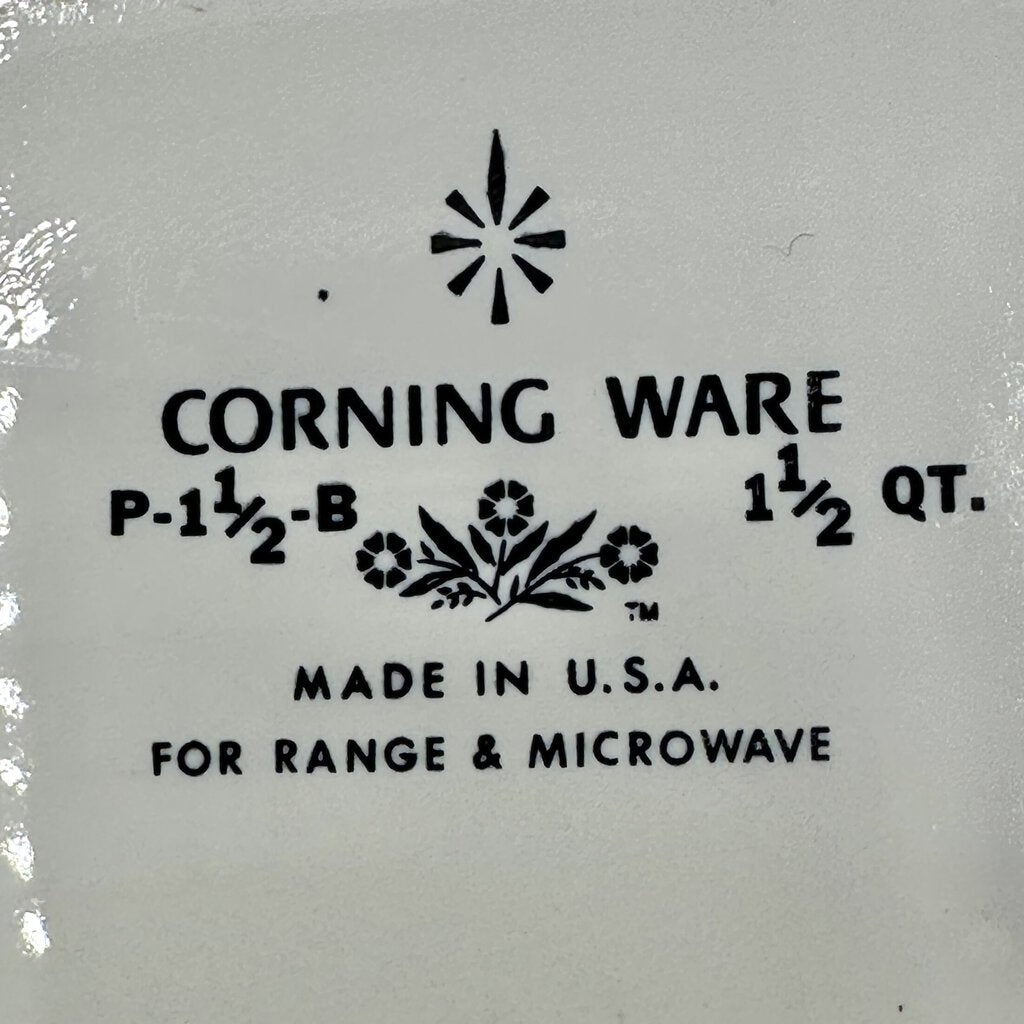 CORNING WARE
P-1½-B 1½ QT.
TM
MADE IN U.S.A.
FOR RANGE & MICROWAVE